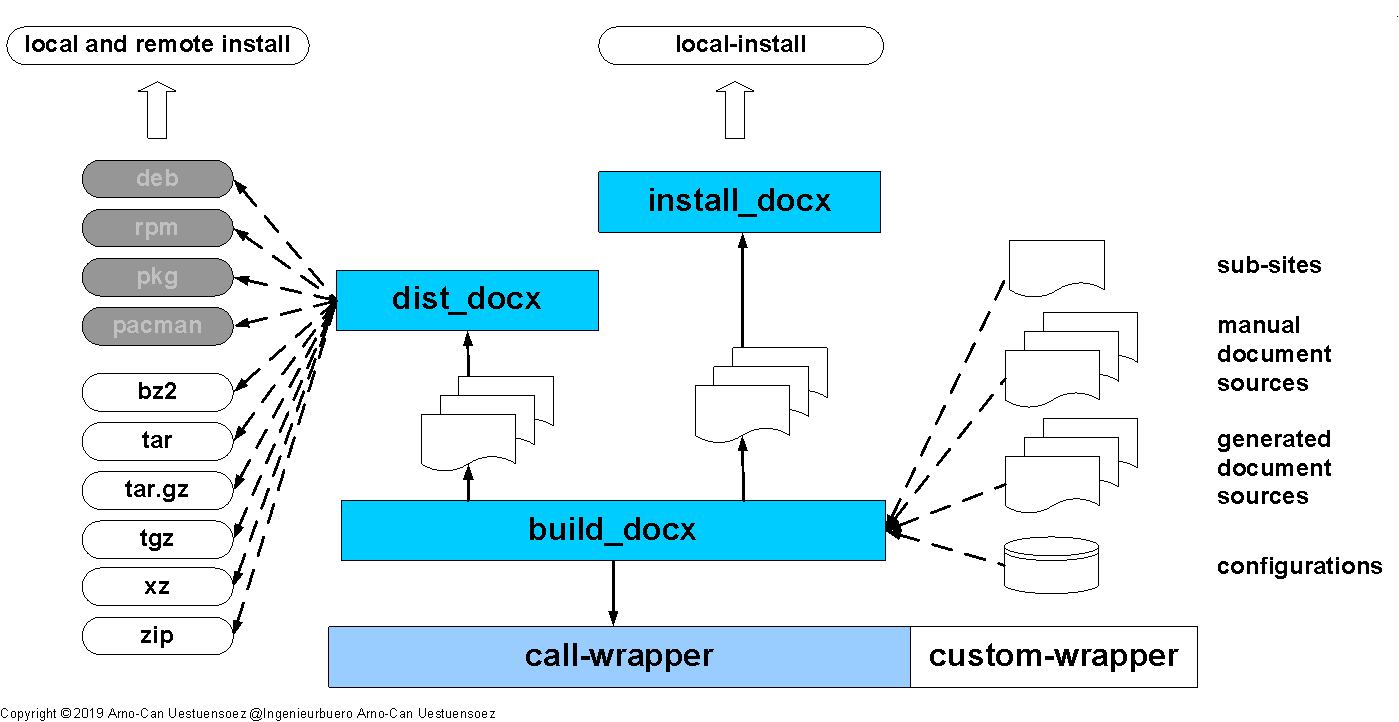 local and remote install
local-install
deb
install_docx
rpm
sub-sites
pkg
dist_docx
pacman
manual
document
sources
bz2
tar
generated
document
sources
tar.gz
build_docx
tgz
configurations
xz
zip
call-wrapper
custom-wrapper
Copyright ©2019 Arno-Can Uestuensoez @Ingenieurbuero Arno-Can Uestuensoez